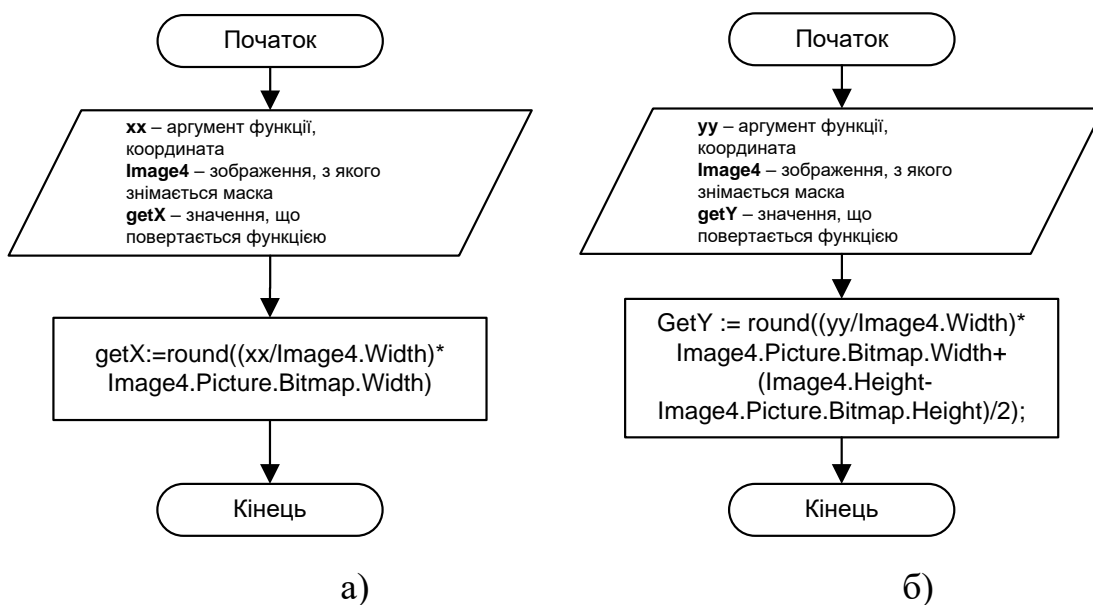 Початок
xx – аргумент функції,
координата
Image4 – зображення, з якого
знімається маска
getX – значення, що
повертається функцією
getX:=round((xx/Image4.Width)*
Image4.Picture.Bitmap.Width)
Кінець
а)
Початок
yy – аргумент функції,
координата
Image4 – зображення, з якого
знімається маска
getY – значення, що
повертається функцією
GetY := round((yy/Image4.Width)*
Image4.Picture.Bitmap.Width+
(Image4.Height-
Image4.Picture.Bitmap.Height)/2);
Кінець
б)